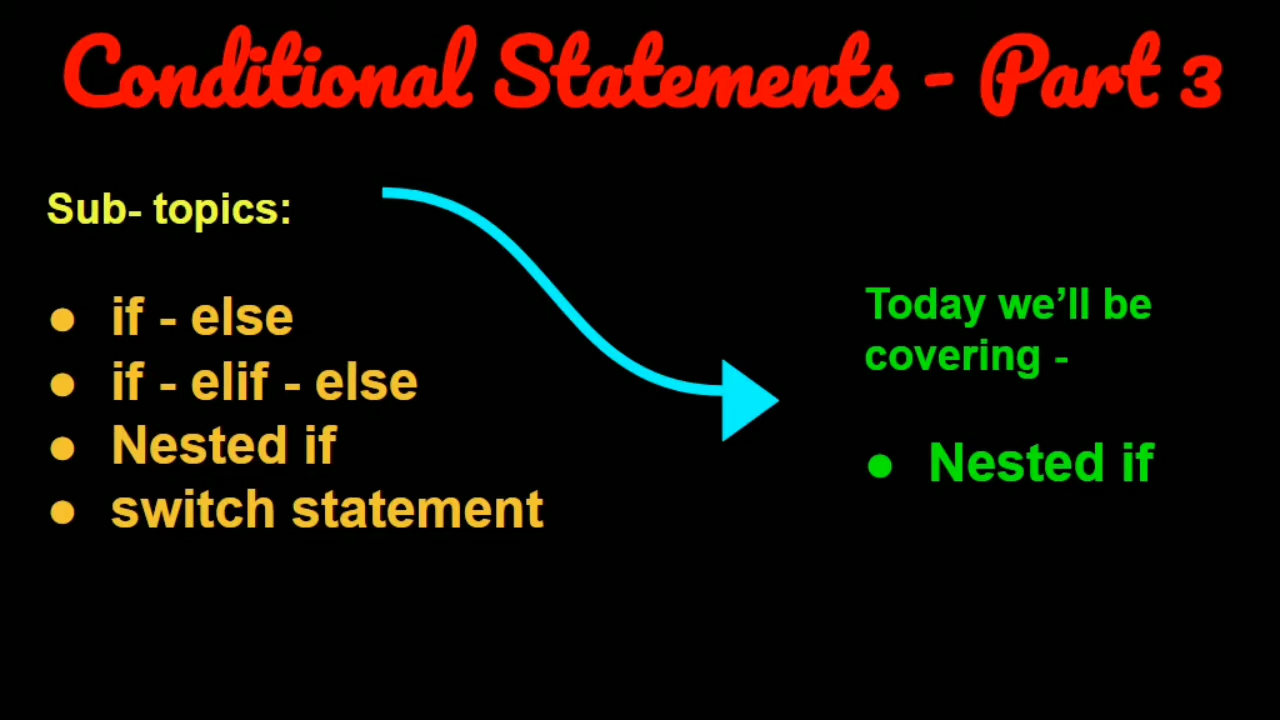 Conditional Statements - Part 3
Sub- topics:
● if - else
● if - elif - else
● Nested if
● switch statement
Today we’ll be
covering -
● Nested if